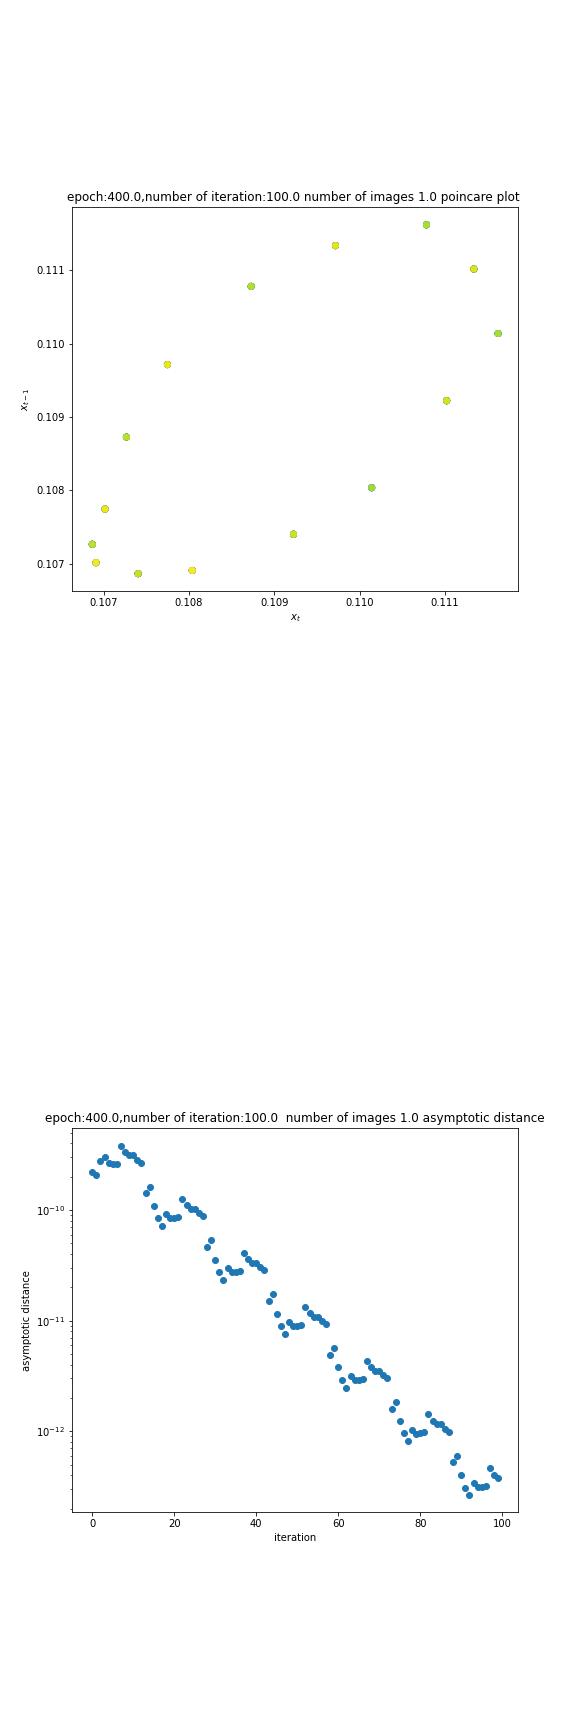 epoch:400.0,number of iteration:100.0 number of images 1.0 poincare plot
0.111
0.110
0.109
0.108
0.107
x_{t-1}
0.107 0.108 0.109 0.110 0.111
x_t
epoch:400.0,number of iteration:100.0  number of images 1.0 asymptotic distance
10^{-10}
10^{-11}
10^{-12}
asymptotic distance
0 20 40 60 80 100
iteration